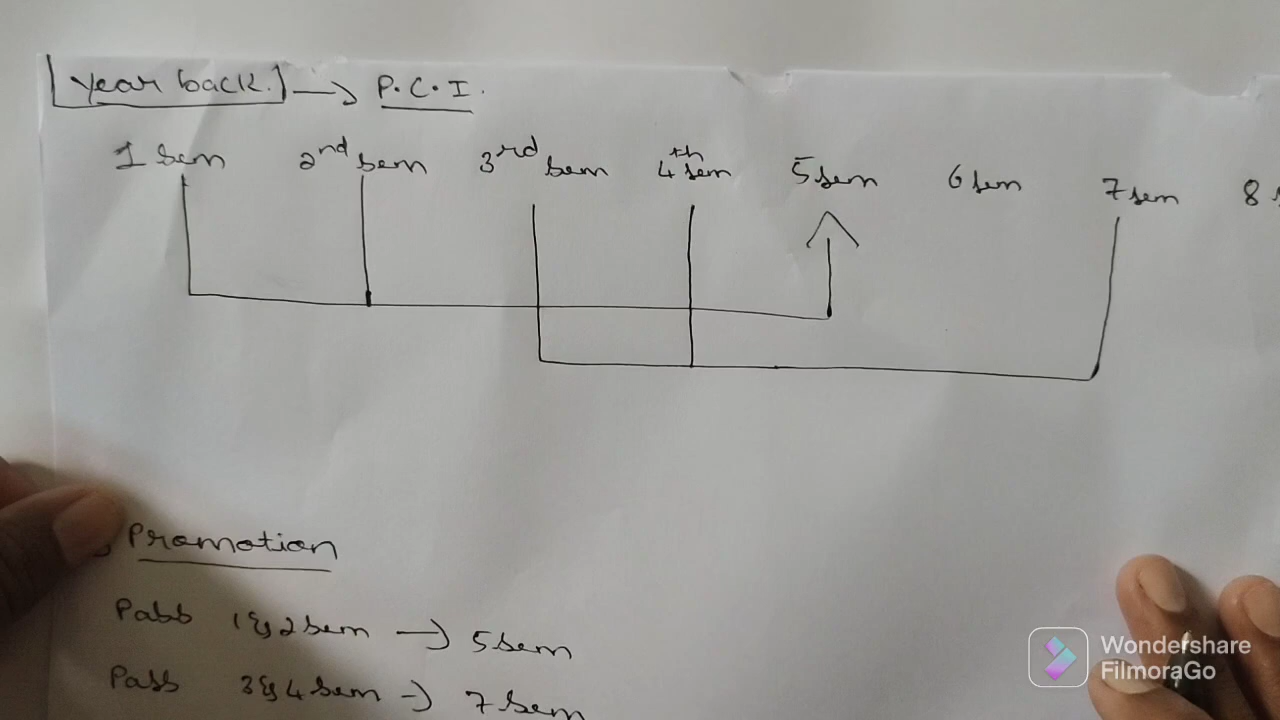 Year back. → P.C.I.
1 sem 2nd sem 3rd sem 4th sem 5 sem 6 sem 7 sem 8
Promotion
Pass 1 & 2 sem → 5 sem
Pass 3 & 4 sem → 7 sem
Wondershare
FilmoraGo